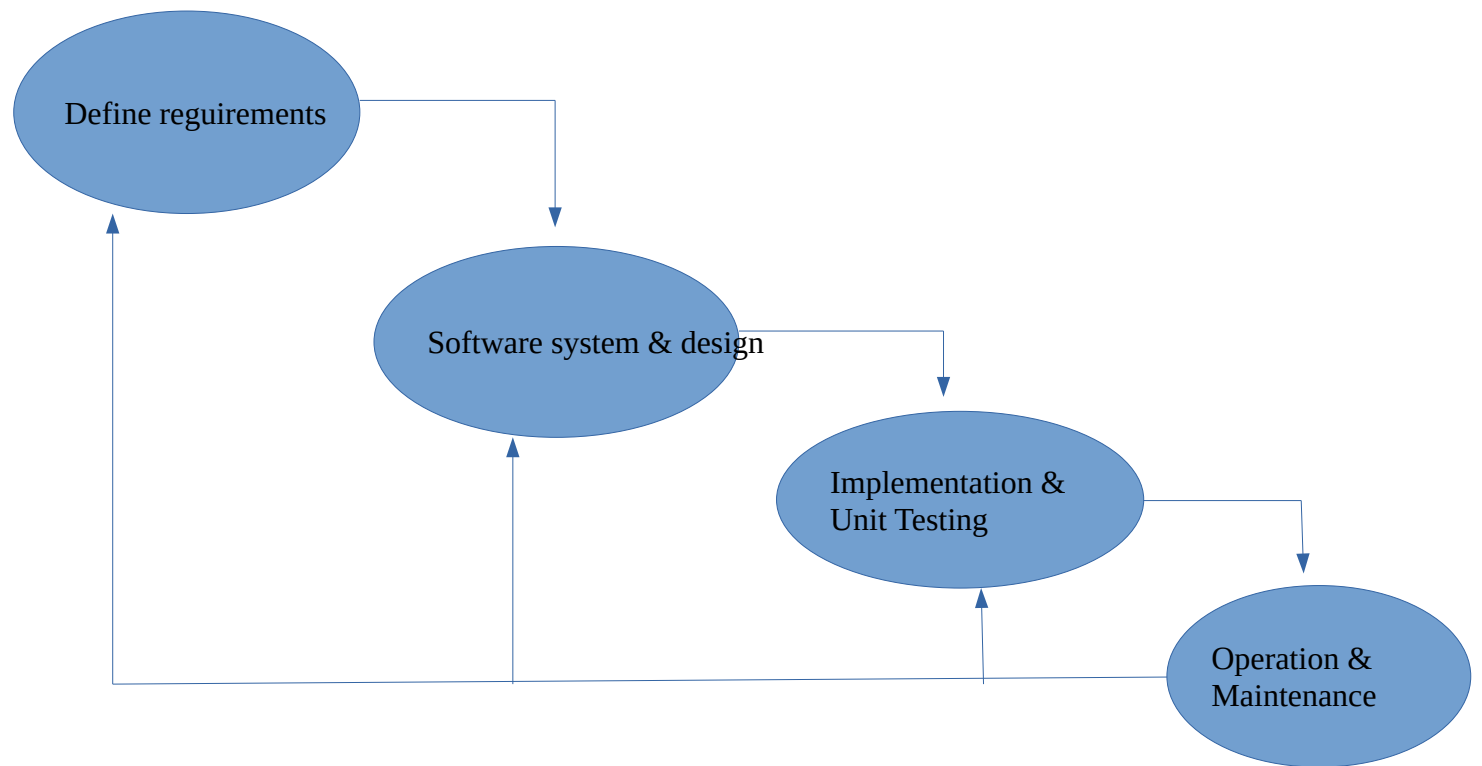 Define reguirements
Software system & design
Implementation &
Unit Testing
Operation &
Maintenance